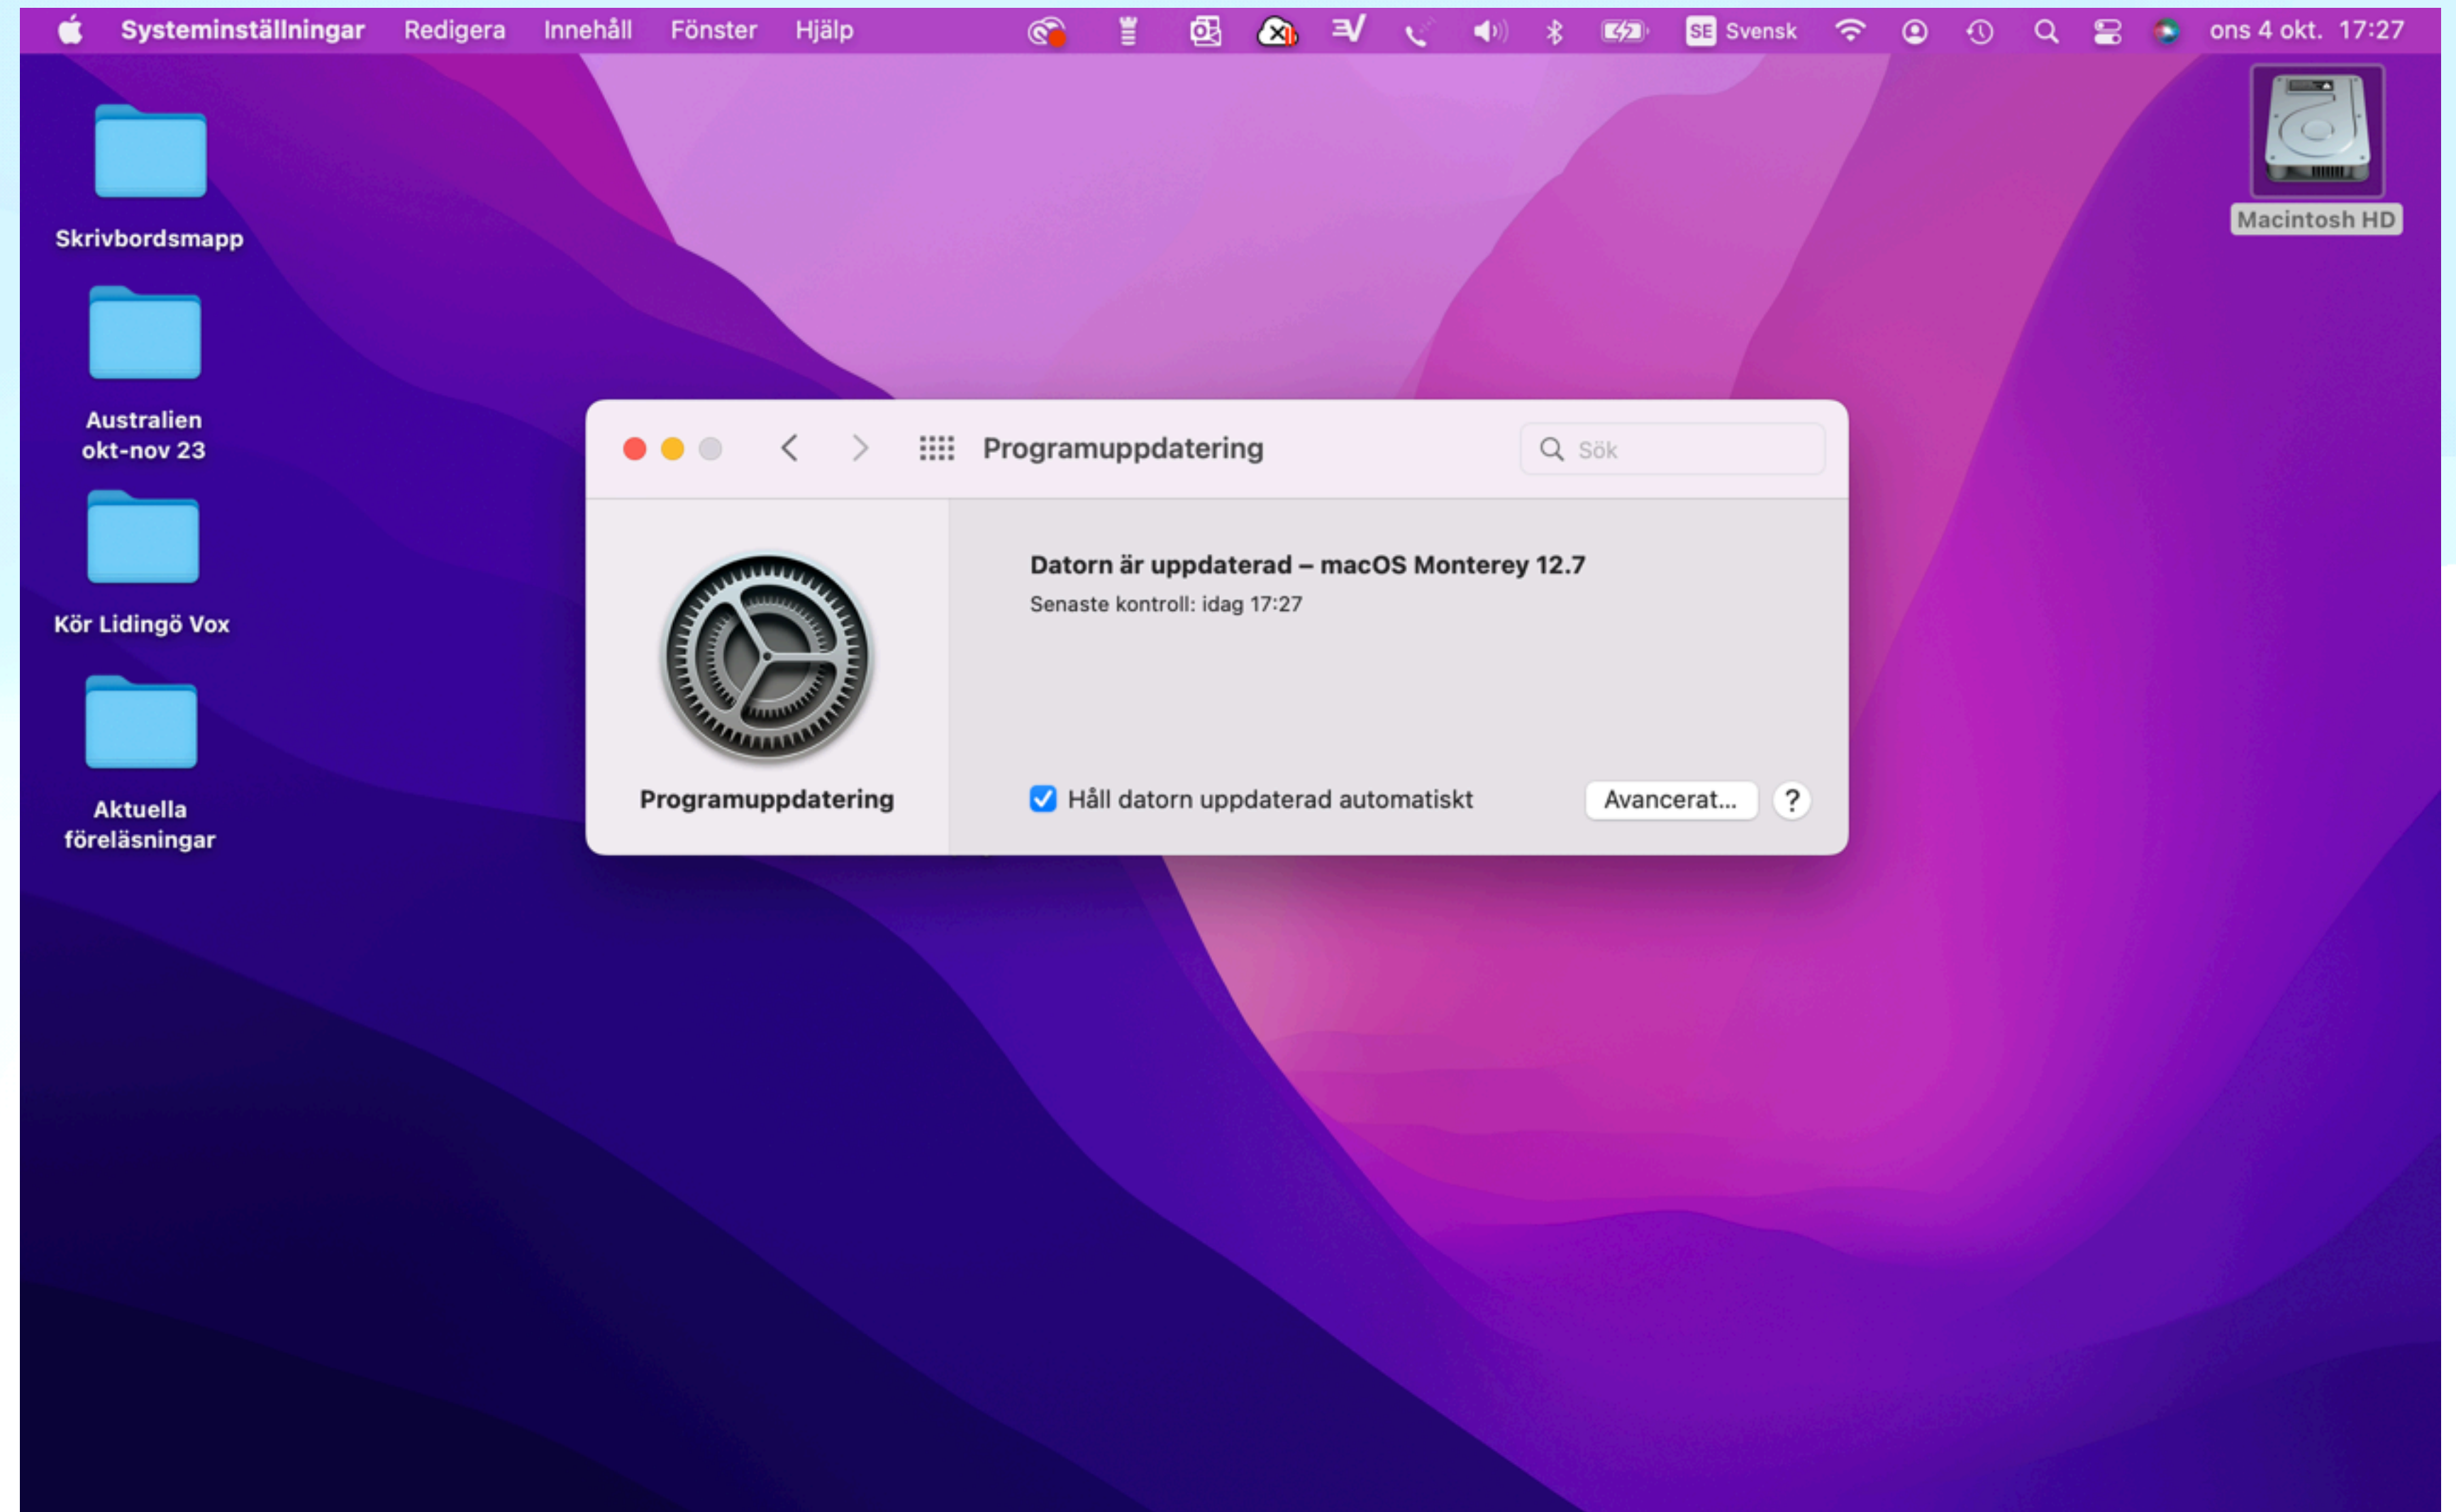 Systeminställningar Redigera Innehåll Fönster Hjälp SE Svensk ons 4 okt. 17:27
Macintosh HD
Skrivbordsmapp
Australien
okt-nov 23
Kör Lidingö Vox
Aktuella
föreläsningar
Programuppdatering
Sök
Datorn är uppdaterad – macOS Monterey 12.7
Senaste kontroll: idag 17:27
Programuppdatering
Håll datorn uppdaterad automatiskt
Avancerat... ?